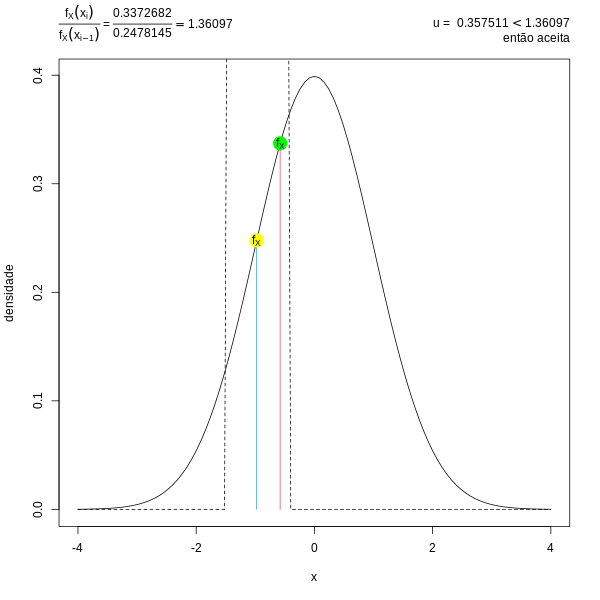 fX(xi) / fX(xi−1) = 0.3372682 / 0.2478145 = 1.36097
u = 0.357511 < 1.36097
então aceita
0.4
0.3
0.2
0.1
0.0
densidade
fX
fX
-4 -2 0 2 4
x